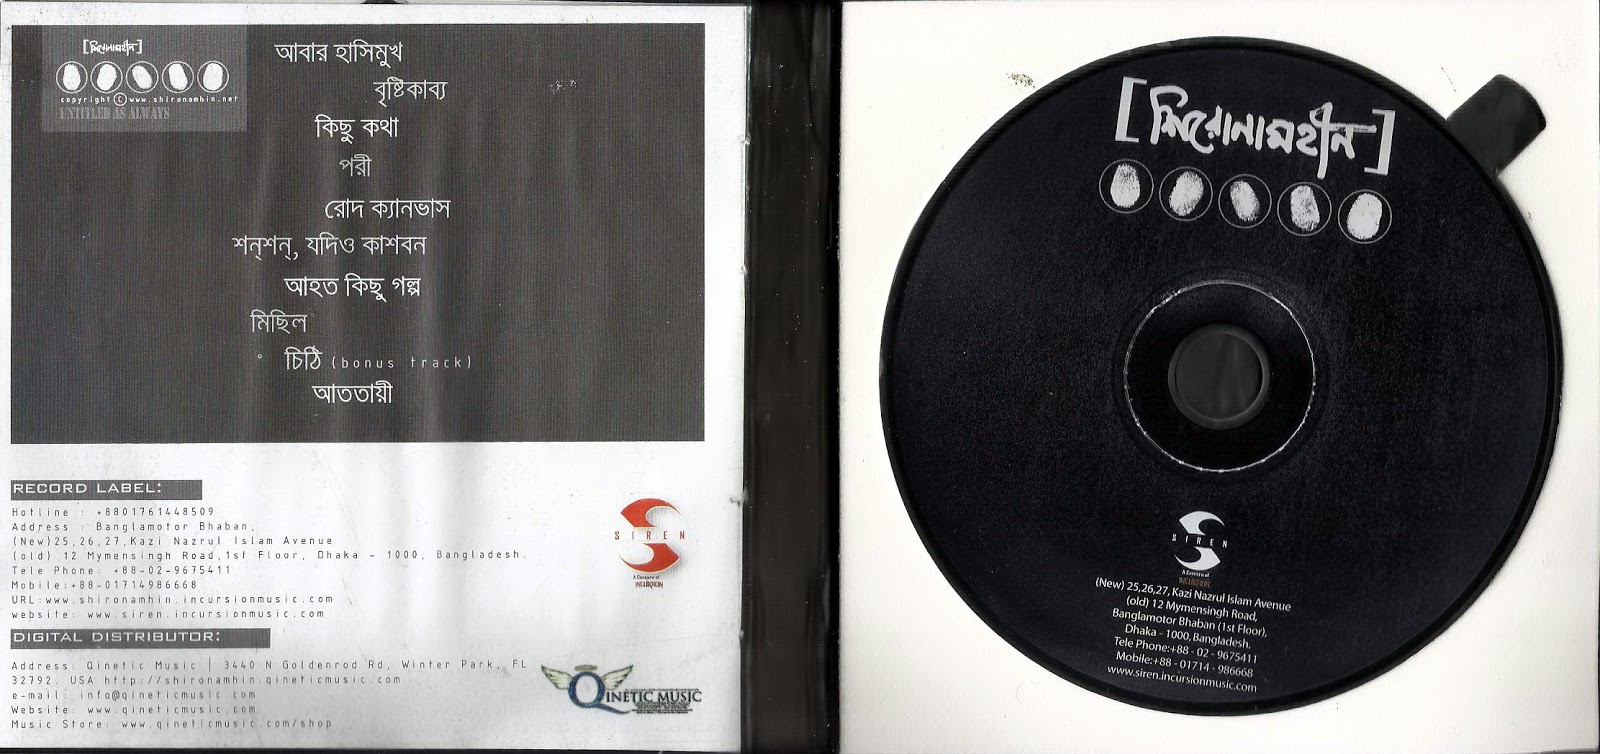 [শিরোনামহীন]
copyright C www.shironamhin.net
UNTITLED AS ALWAYS
আবার হাসিমুখ
বৃষ্টিকাব্য
কিছু কথা
পরী
রোদ ক্যানভাস
শন্‌শন্‌, যদিও কাশবন
আহত কিছু গল্প
মিছিল
° চিঠি (bonus track)
আততায়ী
RECORD LABEL:
Hotline : +8801761448509
Address : Banglamotor Bhaban,
(New)25,26,27,Kazi Nazrul Islam Avenue
(old) 12 Mymensingh Road,1st Floor, Dhaka - 1000, Bangladesh.
Tele Phone: +88-02-9675411
Mobile:+88-01714986668
URL:www.shironamhin.incursionmusic.com
website: www.siren.incursionmusic.com
SIREN
A Concern of
INCURSION
DIGITAL DISTRIBUTOR:
Address: Qinetic Music | 3440 N Goldenrod Rd, Winter Park, FL
32792. USA http://shironamhin.qineticmusic.com
e-mail: info@qineticmusic.com
Website: www.qineticmusic.com
Music Store: www.qineticmusic.com/shop
QINETIC MUSIC
[শিরোনামহীন]
SIREN
A Concern of
INCURSION
(New) 25,26,27, Kazi Nazrul Islam Avenue
(old) 12 Mymensingh Road,
Banglamotor Bhaban (1st Floor),
Dhaka - 1000, Bangladesh.
Tele Phone:+88 - 02 - 9675411
Mobile:+88 - 01714 - 986668
www.siren.incursionmusic.com